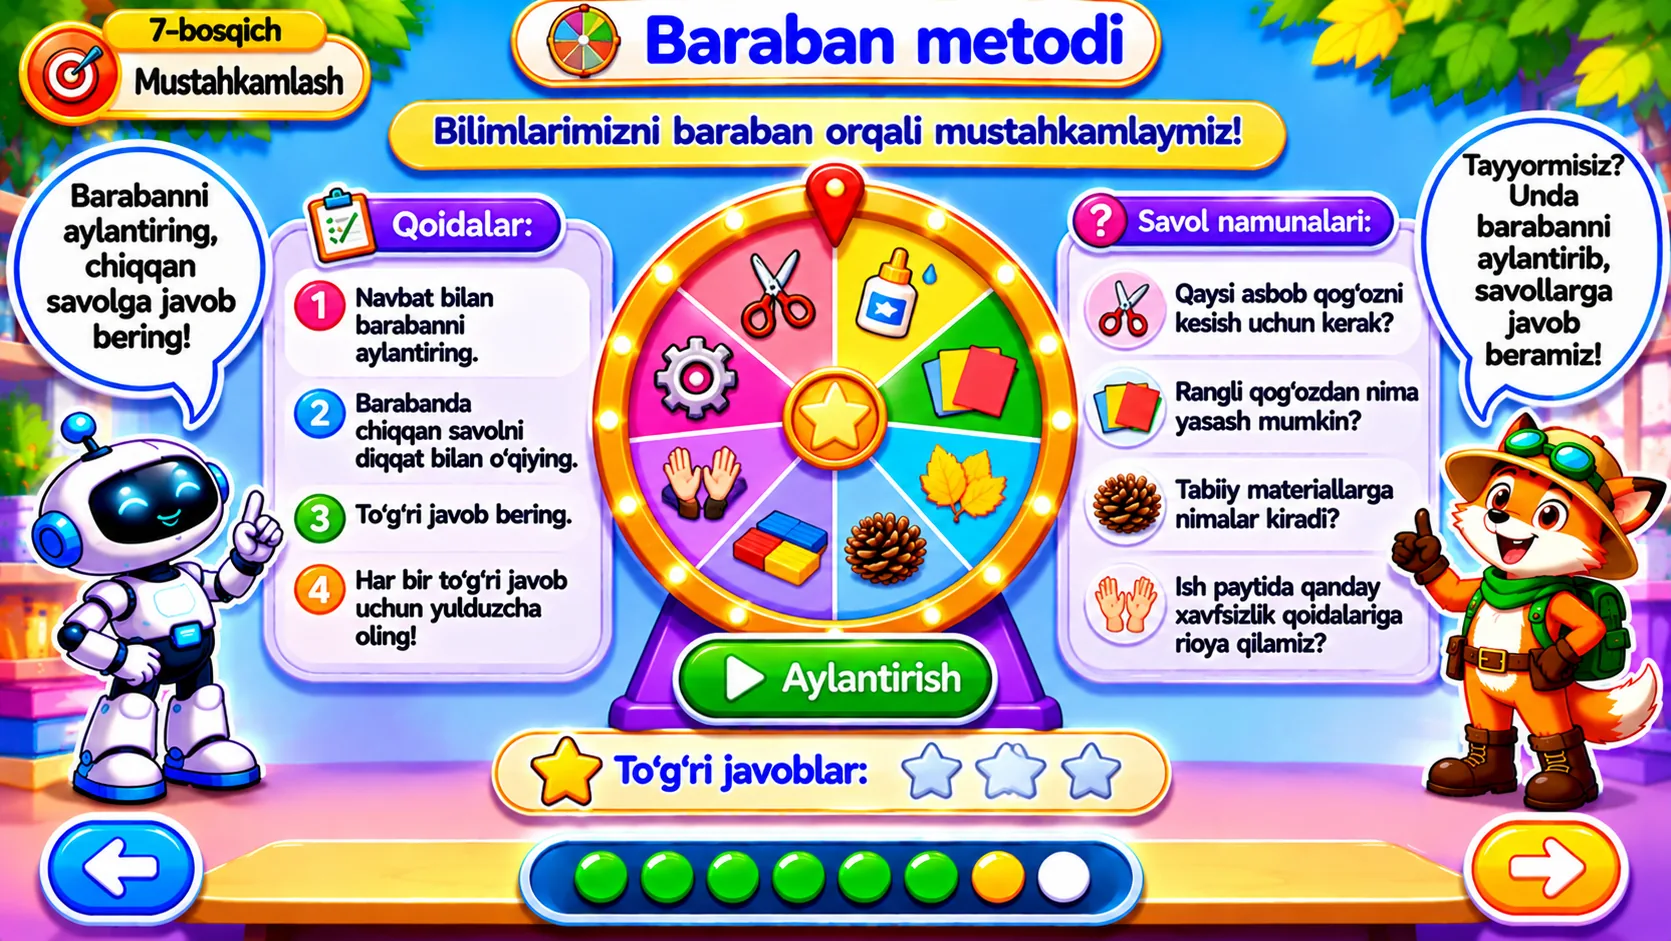 7-bosqich
Mustahkamlash
Baraban metodi
Bilimlarimizni baraban orqali mustahkamlaymiz!
Barabanni
aylantiring,
chiqqan
savolga javob
bering!
Qoidalar:
1 Navbat bilan
barabanni
aylantiring.
2 Barabanda
chiqqan savolni
diqqat bilan o‘qiying.
3 To‘g‘ri javob bering.
4 Har bir to‘g‘ri javob
uchun yulduzcha
oling!
? Savol namunalari:
Qaysi asbob qog‘ozni
kesish uchun kerak?
Rangli qog‘ozdan nima
yasash mumkin?
Tabiiy materiallarga
nimalar kiradi?
Ish paytida qanday
xavfsizlik qoidalariga
rioya qilamiz?
Tayyormisiz?
Unda
barabanni
aylantirib,
savollarga
javob
beramiz!
Aylantirish
To‘g‘ri javoblar: